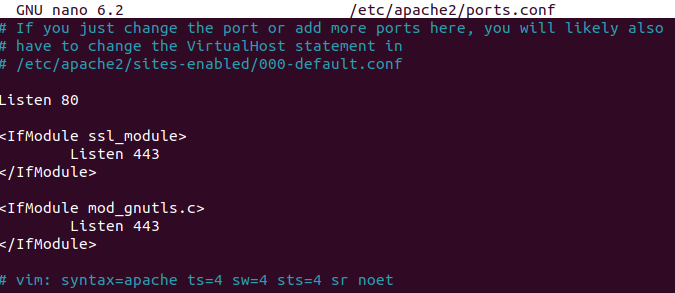 GNU nano 6.2 /etc/apache2/ports.conf
# If you just change the port or add more ports here, you will likely also
# have to change the VirtualHost statement in
# /etc/apache2/sites-enabled/000-default.conf
Listen 80
<IfModule ssl_module>
Listen 443
</IfModule>
<IfModule mod_gnutls.c>
Listen 443
</IfModule>
# vim: syntax=apache ts=4 sw=4 sts=4 sr noet